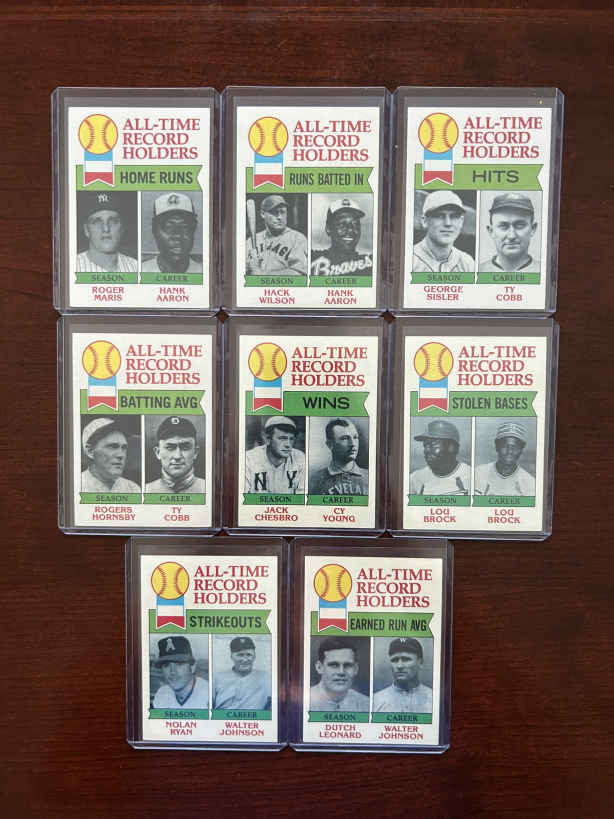 ALL-TIME
RECORD
HOLDERS
HOME RUNS
SEASON
CAREER
ROGER
MARIS
HANK
AARON
ALL-TIME
RECORD
HOLDERS
RUNS BATTED IN
CHICAGO
Braves
SEASON
CAREER
HACK
WILSON
HANK
AARON
ALL-TIME
RECORD
HOLDERS
HITS
SEASON
CAREER
GEORGE
SISLER
TY
COBB
ALL-TIME
RECORD
HOLDERS
BATTING AVG
SEASON
CAREER
ROGERS
HORNSBY
TY
COBB
ALL-TIME
RECORD
HOLDERS
WINS
N Y
CLEVELAN
SEASON
CAREER
JACK
CHESBRO
CY
YOUNG
ALL-TIME
RECORD
HOLDERS
STOLEN BASES
SEASON
CAREER
LOU
BROCK
LOU
BROCK
ALL-TIME
RECORD
HOLDERS
STRIKEOUTS
A
SEASON
CAREER
NOLAN
RYAN
WALTER
JOHNSON
ALL-TIME
RECORD
HOLDERS
EARNED RUN AVG
W
SEASON
CAREER
DUTCH
LEONARD
WALTER
JOHNSON